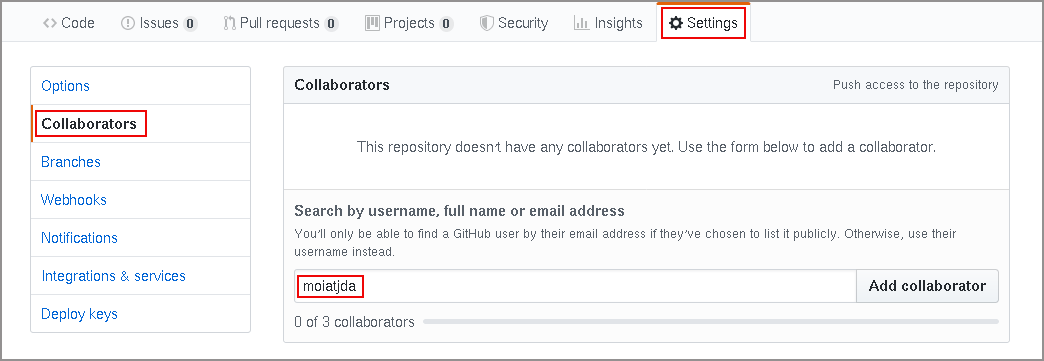 Code Issues 0 Pull requests 0 Projects 0 Security Insights Settings
Options
Collaborators
Branches
Webhooks
Notifications
Integrations & services
Deploy keys
Collaborators Push access to the repository
This repository doesn't have any collaborators yet. Use the form below to add a collaborator.
Search by username, full name or email address
You'll only be able to find a GitHub user by their email address if they've chosen to list it publicly. Otherwise, use their
username instead.
moiatjda Add collaborator
0 of 3 collaborators